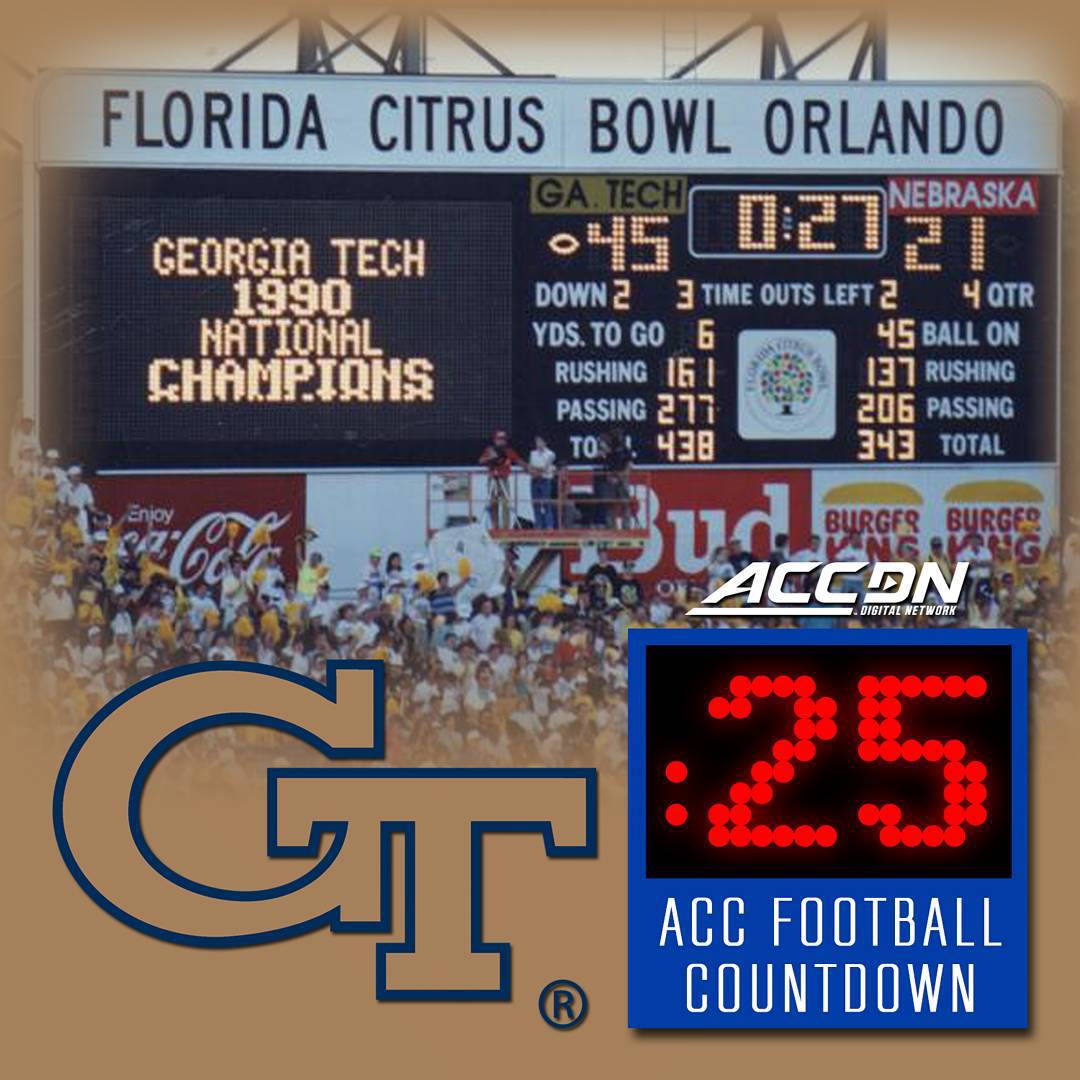 FLORIDA CITRUS BOWL ORLANDO
GEORGIA TECH
1990
NATIONAL
CHAMPIONS
GA. TECH 0:27 NEBRASKA
45 21
DOWN 2 3 TIME OUTS LEFT 2 4 QTR
YDS. TO GO 6 45 BALL ON
RUSHING 161 137 RUSHING
PASSING 277 206 PASSING
438 343 TOTAL
FLORIDA CITRUS BOWL
Enjoy
Coca-Cola
Bud
BURGER KING
BURGER KING
ACCDN
DIGITAL NETWORK
:25
ACC FOOTBALL
COUNTDOWN
GT
®